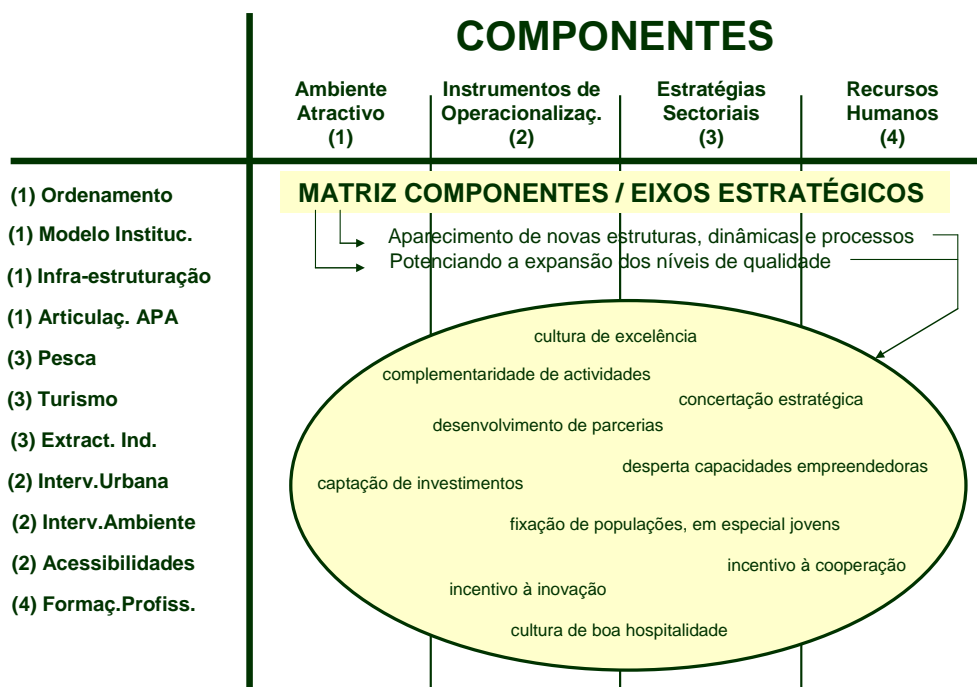 COMPONENTES
Ambiente
Atractivo
(1)
Instrumentos de
Operacionalizaç.
(2)
Estratégias
Sectoriais
(3)
Recursos
Humanos
(4)
(1) Ordenamento
(1) Modelo Instituc.
(1) Infra-estruturação
(1) Articulaç. APA
(3) Pesca
(3) Turismo
(3) Extract. Ind.
(2) Interv.Urbana
(2) Interv.Ambiente
(2) Acessibilidades
(4) Formaç.Profiss.
MATRIZ COMPONENTES / EIXOS ESTRATÉGICOS
Aparecimento de novas estruturas, dinâmicas e processos
Potenciando a expansão dos níveis de qualidade
cultura de excelência
complementaridade de actividades
concertação estratégica
desenvolvimento de parcerias
desperta capacidades empreendedoras
captação de investimentos
fixação de populações, em especial jovens
incentivo à cooperação
incentivo à inovação
cultura de boa hospitalidade